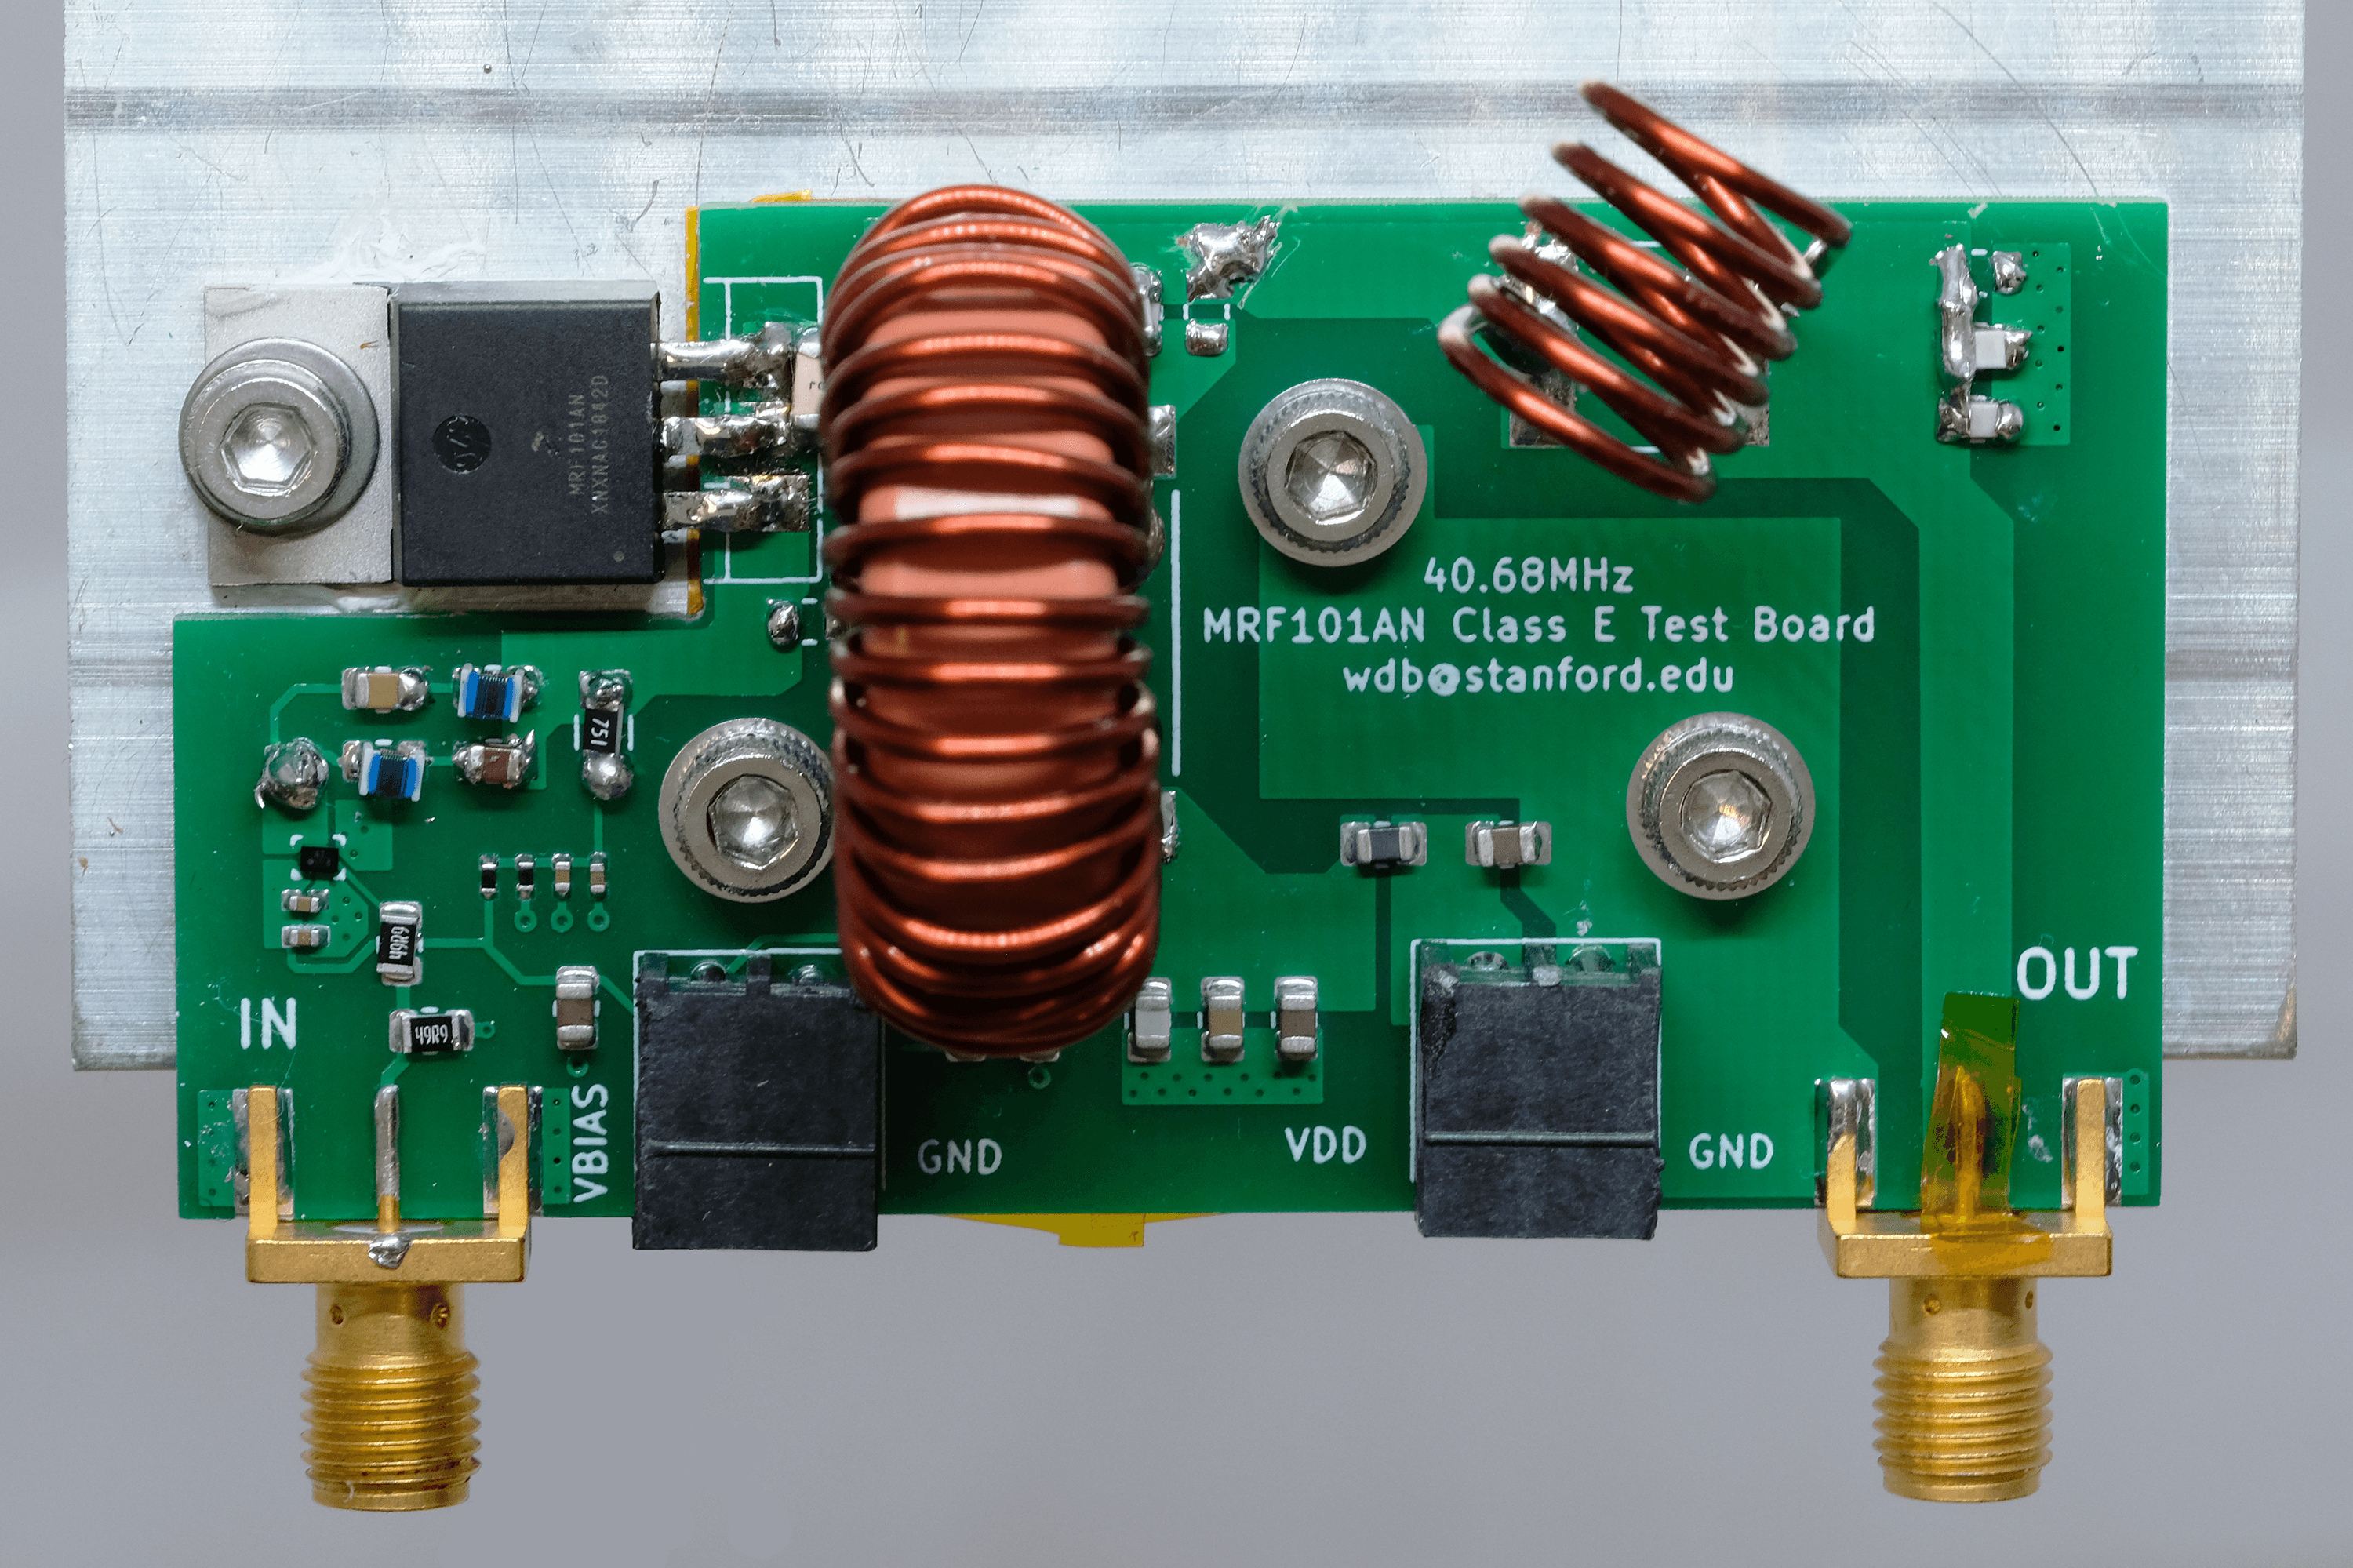 MRF101AN
XNXNAC1842D
40.68MHz
MRF101AN Class E Test Board
wdb@stanford.edu
751
49R9
49R9
IN
OUT
VBIAS
GND
VDD
GND